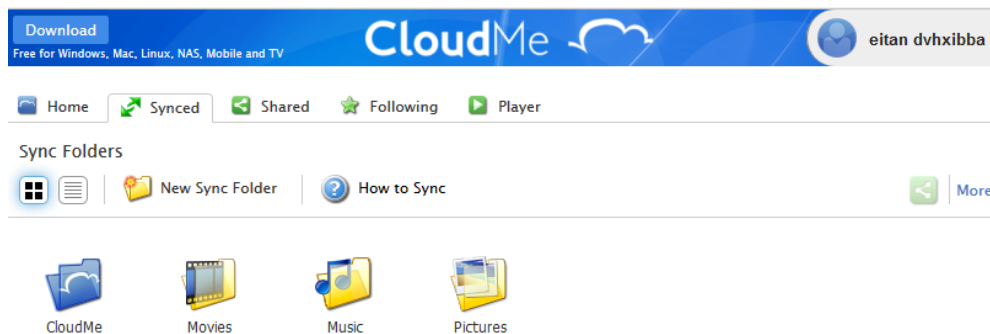 Download
Free for Windows, Mac, Linux, NAS, Mobile and TV
CloudMe
eitan dvhxibba
Home Synced Shared Following Player
Sync Folders
New Sync Folder ? How to Sync More
CloudMe Movies Music Pictures